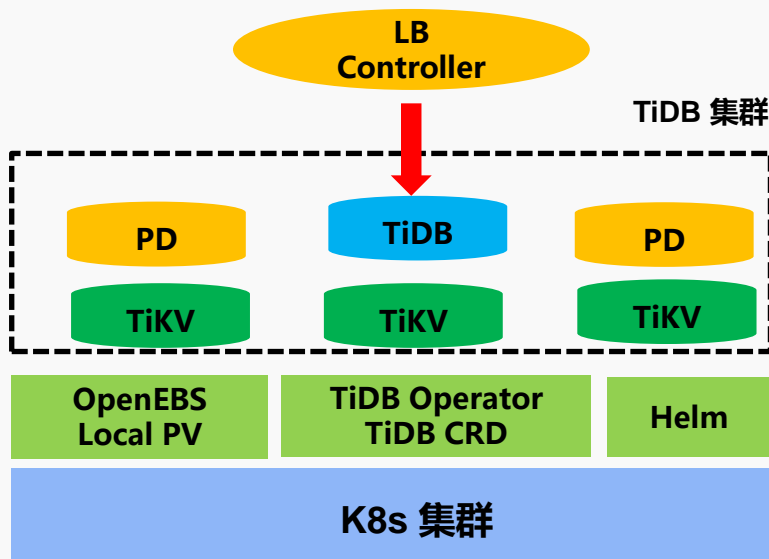 LB
Controller
TiDB 集群
PD
TiDB
PD
TiKV
TiKV
TiKV
OpenEBS
Local PV
TiDB Operator
TiDB CRD
Helm
K8s 集群